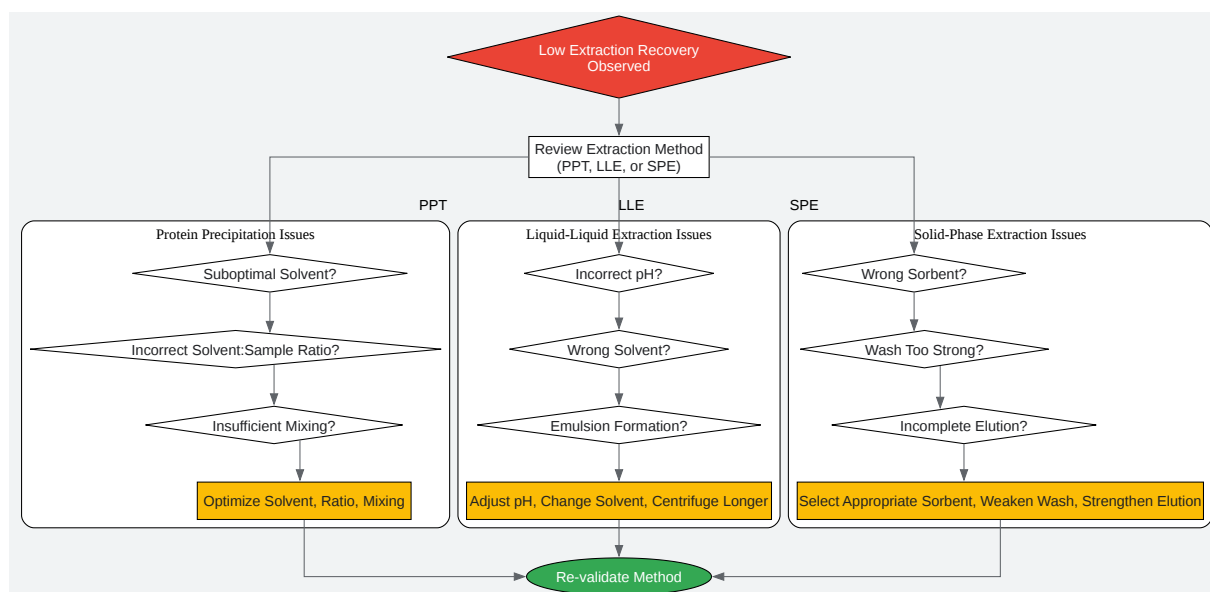 Low Extraction Recovery
Observed
Review Extraction Method
(PPT, LLE, or SPE)
PPT
LLE
SPE
Protein Precipitation Issues
Suboptimal Solvent?
Incorrect Solvent:Sample Ratio?
Insufficient Mixing?
Optimize Solvent, Ratio, Mixing
Liquid-Liquid Extraction Issues
Incorrect pH?
Wrong Solvent?
Emulsion Formation?
Adjust pH, Change Solvent, Centrifuge Longer
Solid-Phase Extraction Issues
Wrong Sorbent?
Wash Too Strong?
Incomplete Elution?
Select Appropriate Sorbent, Weaken Wash, Strengthen Elution
Re-validate Method